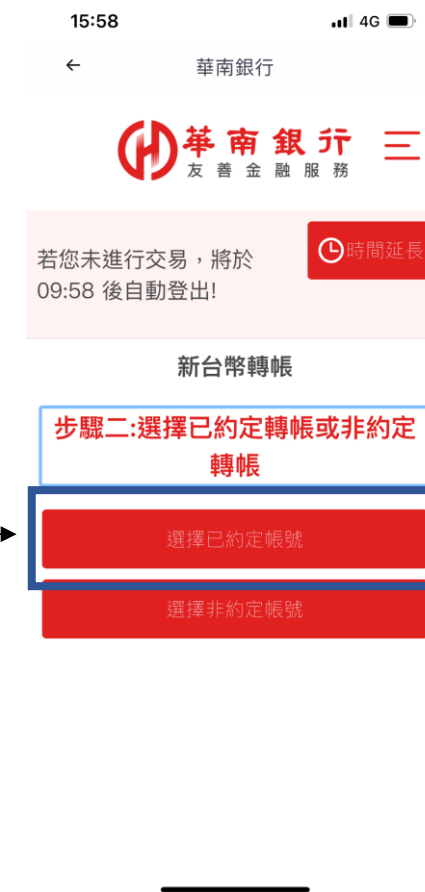 15:58
4G
華南銀行
華南銀行
友善金融服務
若您未進行交易，將於
09:58 後自動登出!
時間延長
新台幣轉帳
步驟二:選擇已約定轉帳或非約定
轉帳
選擇已約定帳號
選擇非約定帳號